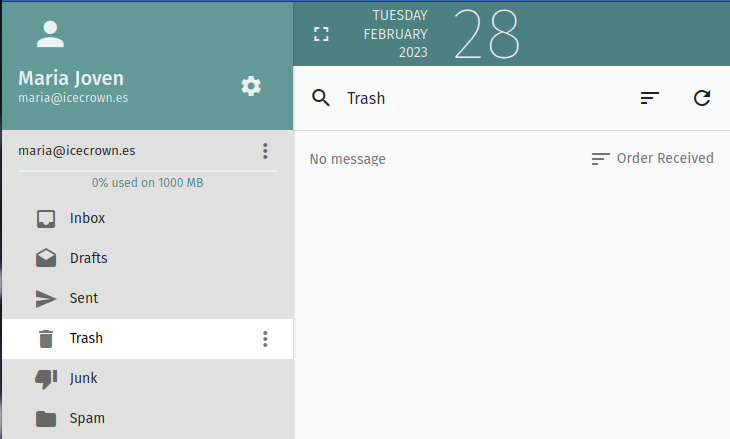 Maria Joven
maria@icecrown.es
maria@icecrown.es
0% used on 1000 MB
Inbox
Drafts
Sent
Trash
Junk
Spam
TUESDAY
FEBRUARY
2023
28
Trash
No message
Order Received